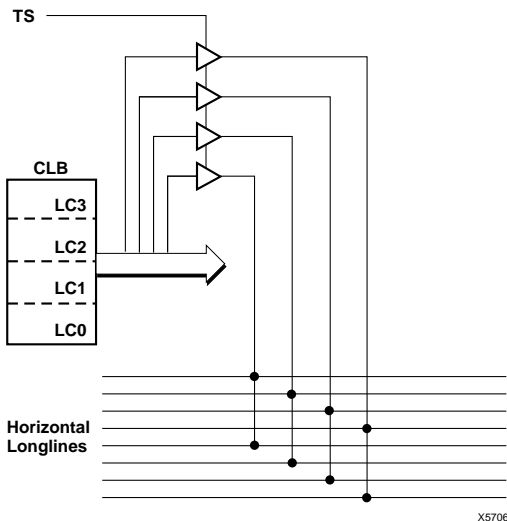 TS
CLB
LC3
LC2
LC1
LC0
Horizontal
Longlines
X5706